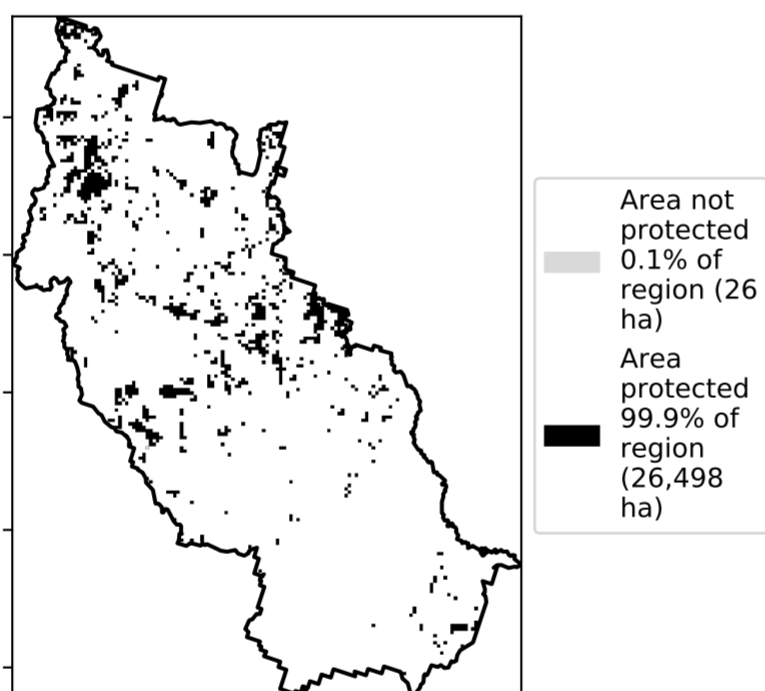 Area not
protected
0.1% of
region (26
ha)
Area
protected
99.9% of
region
(26,498
ha)